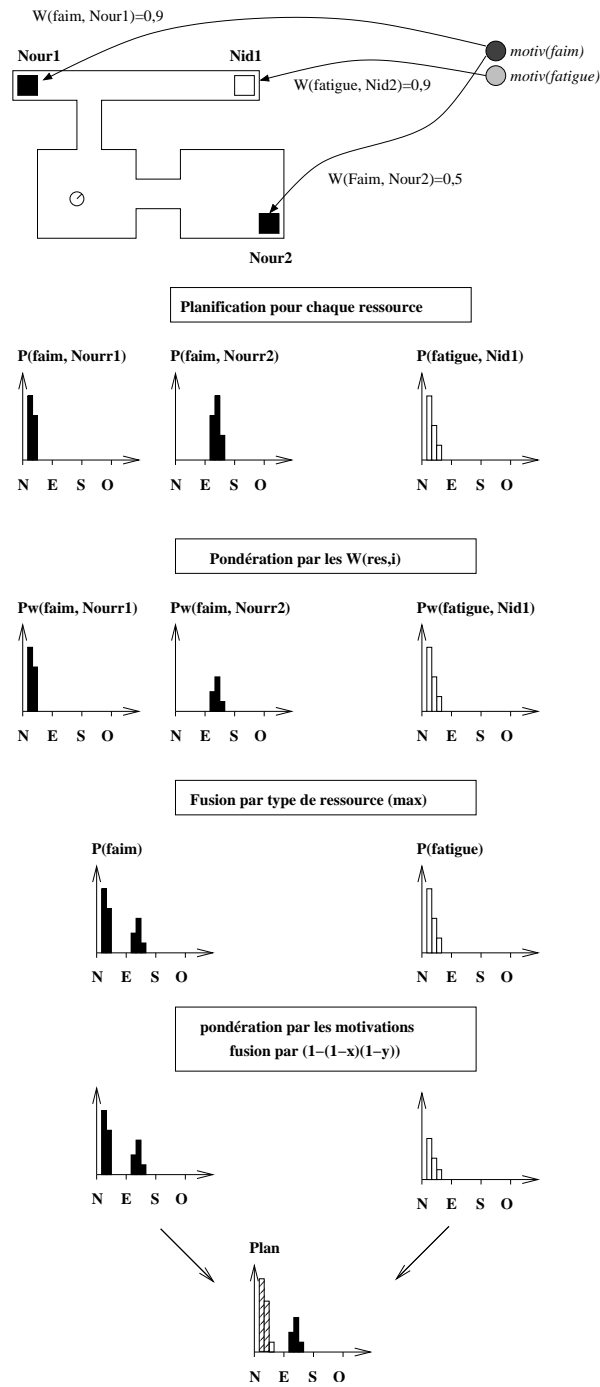 W(faim, Nour1)=0,9
Nour1 Nid1
motiv(faim)
motiv(fatigue)
W(fatigue, Nid2)=0,9
W(Faim, Nour2)=0,5
Nour2
Planification pour chaque ressource
P(faim, Nourr1) P(faim, Nourr2) P(fatigue, Nid1)
N E S O N E S O N E S O
Pondération par les W(res,i)
Pw(faim, Nourr1) Pw(faim, Nourr2) Pw(fatigue, Nid1)
N E S O N E S O N E S O
Fusion par type de ressource (max)
P(faim) P(fatigue)
N E S O N E S O
pondération par les motivations
fusion par (1−(1−x)(1−y))
N E S O N E S O
Plan
N E S O